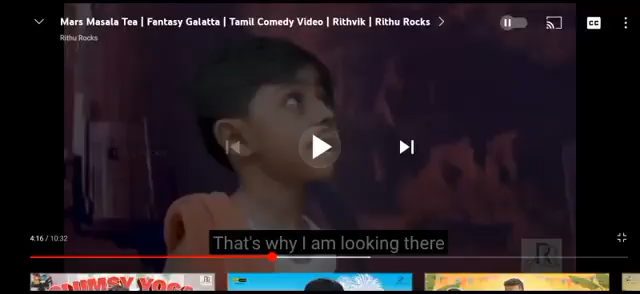 Mars Masala Tea | Fantasy Galatta | Tamil Comedy Video | Rithvik | Rithu Rocks
Rithu Rocks
CC
That's why I am looking there
R
4:16 / 10:32